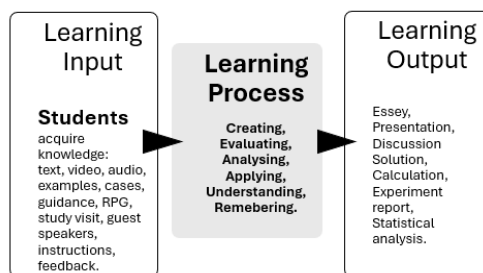 Learning
Input
Students
acquire
knowledge:
text, video, audio,
examples, cases,
guidance, RPG,
study visit, guest
speakers,
instructions,
feedback.
Learning
Process
Creating,
Evaluating,
Analysing,
Applying,
Understanding,
Remebering.
Learning
Output
Essey,
Presentation,
Discussion
Solution,
Calculation,
Experiment
report,
Statistical
analysis.